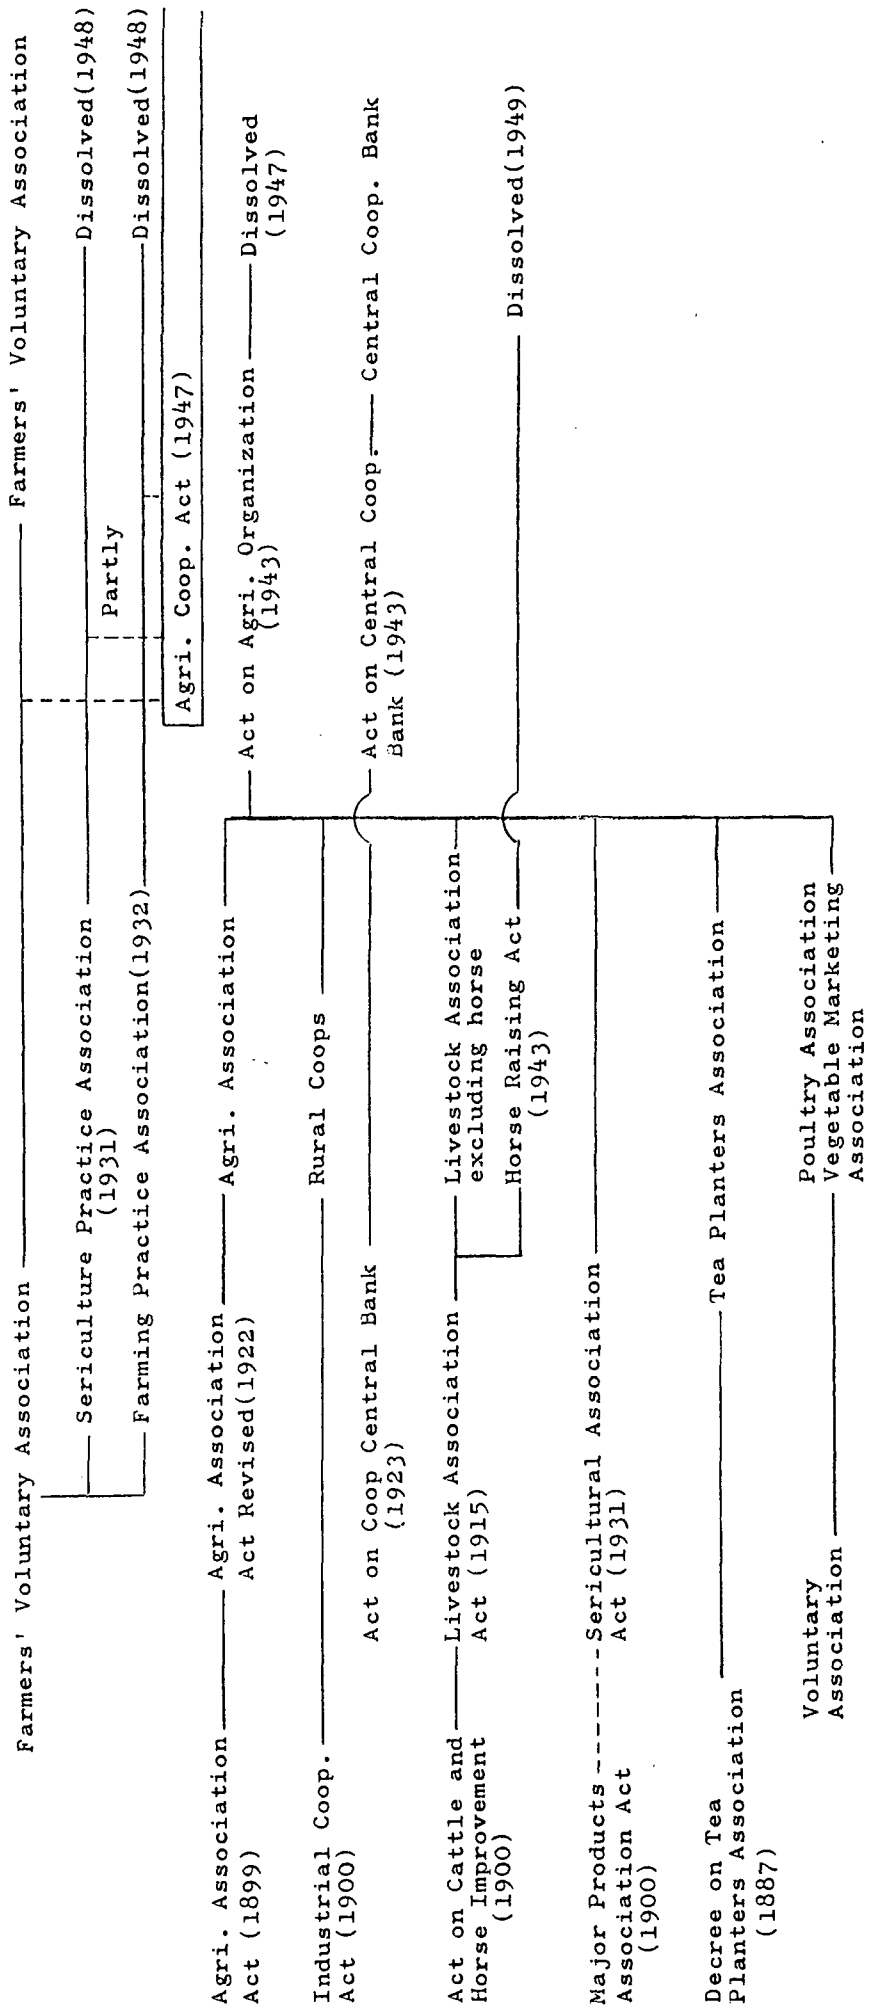 Farmers' Voluntary Association
Farmers' Voluntary Association
Sericulture Practice Association
(1931)
Dissolved(1948)
Partly
Farming Practice Association(1932)
Dissolved(1948)
Agri. Coop. Act (1947)
Agri. Association
Act (1899)
Agri. Association
Act Revised(1922)
Agri. Association
Act on Agri. Organization
(1943)
Dissolved
(1947)
Industrial Coop.
Act (1900)
Rural Coops
Act on Coop Central Bank
(1923)
Act on Central Coop.
Bank (1943)
Central Coop. Bank
Act on Cattle and
Horse Improvement
(1900)
Livestock Association
Act (1915)
Livestock Association
excluding horse
Horse Raising Act
(1943)
Dissolved(1949)
Major Products
Association Act
(1900)
Sericultural Association
Act (1931)
Decree on Tea
Planters Association
(1887)
Tea Planters Association
Voluntary
Association
Poultry Association
Vegetable Marketing
Association